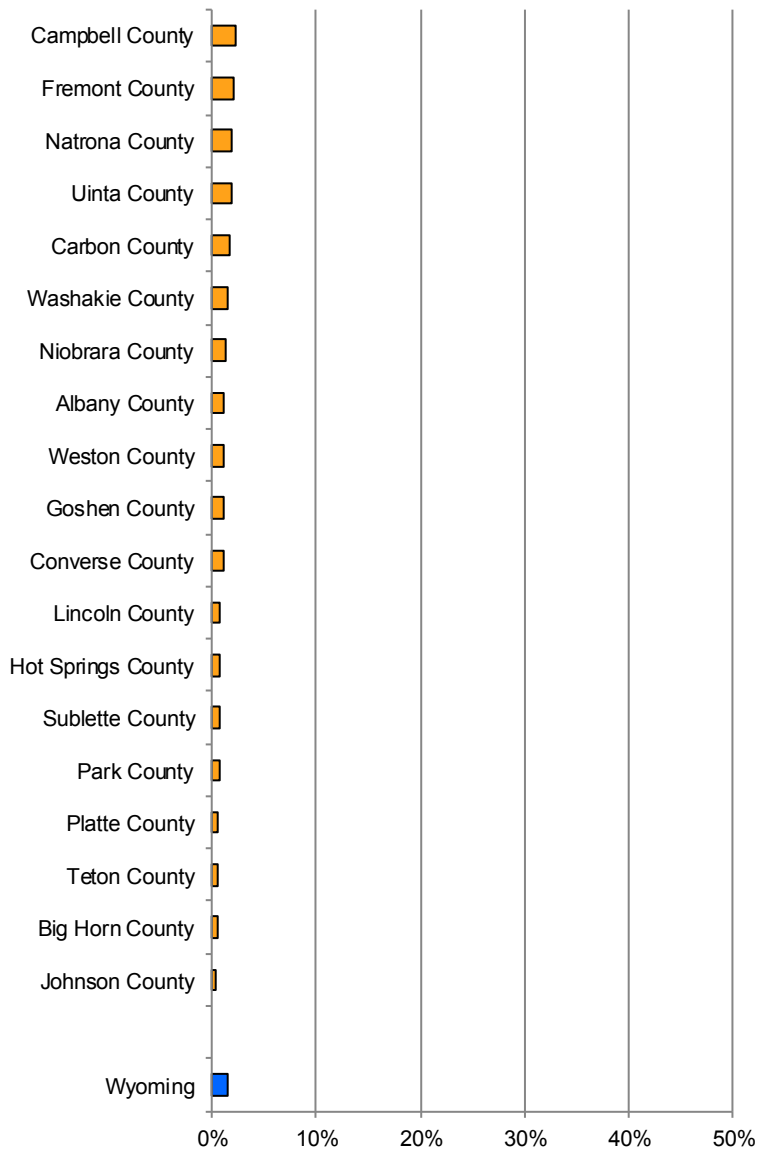 Campbell County
Fremont County
Natrona County
Uinta County
Carbon County
Washakie County
Niobrara County
Albany County
Weston County
Goshen County
Converse County
Lincoln County
Hot Springs County
Sublette County
Park County
Platte County
Teton County
Big Horn County
Johnson County
Wyoming
0% 10% 20% 30% 40% 50%